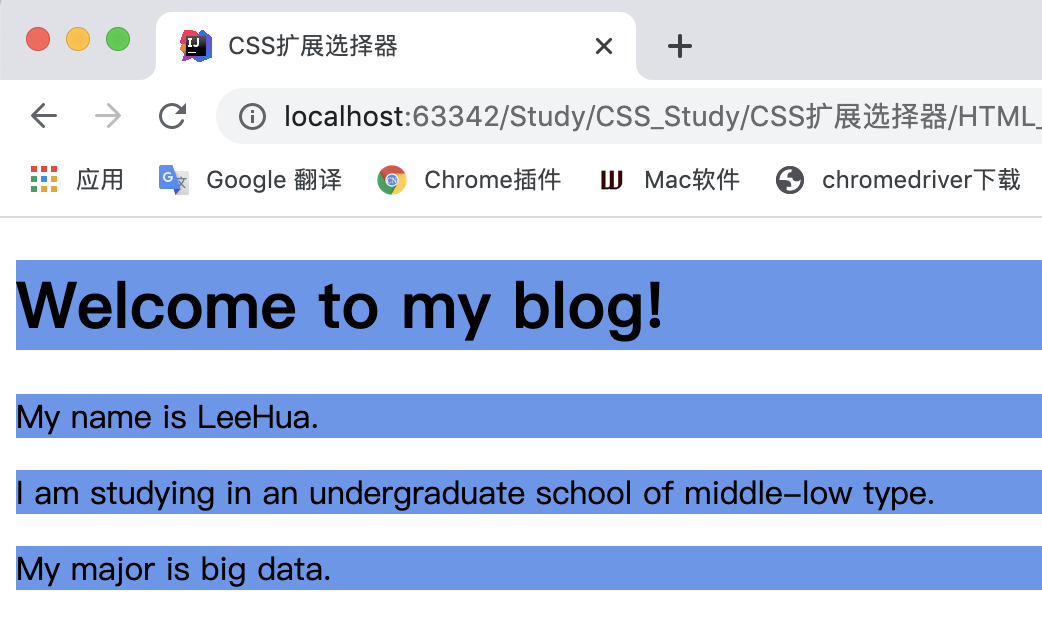 CSS扩展选择器
localhost:63342/Study/CSS_Study/CSS扩展选择器/HTML_
应用 Google 翻译 Chrome插件 Mac软件 chromedriver下载
Welcome to my blog!
My name is LeeHua.
I am studying in an undergraduate school of middle-low type.
My major is big data.